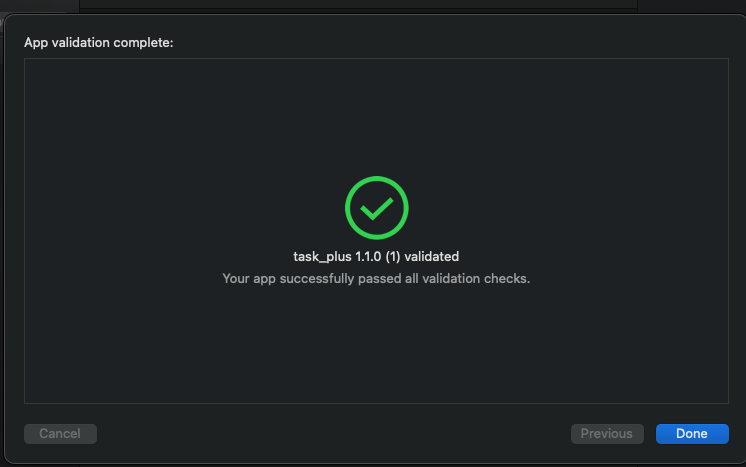 App validation complete:
task_plus 1.1.0 (1) validated
Your app successfully passed all validation checks.
Cancel
Previous
Done